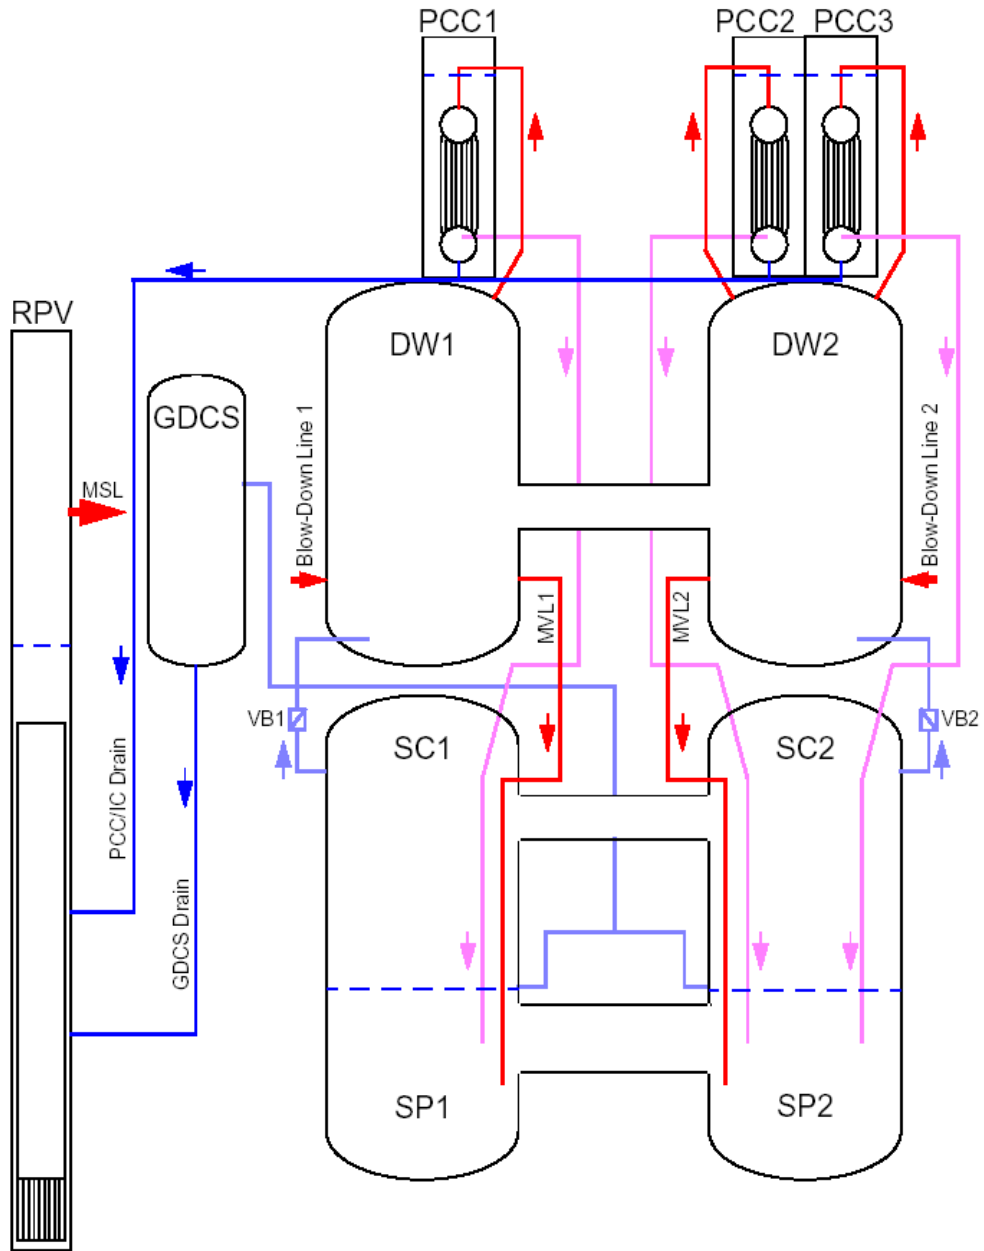 PCC1
PCC2
PCC3
RPV
DW1
DW2
GDCS
MSL
Blow-Down Line 1
Blow-Down Line 2
MVL1
MVL2
VB1
SC1
SC2
VB2
PCC/IC Drain
GDCS Drain
SP1
SP2